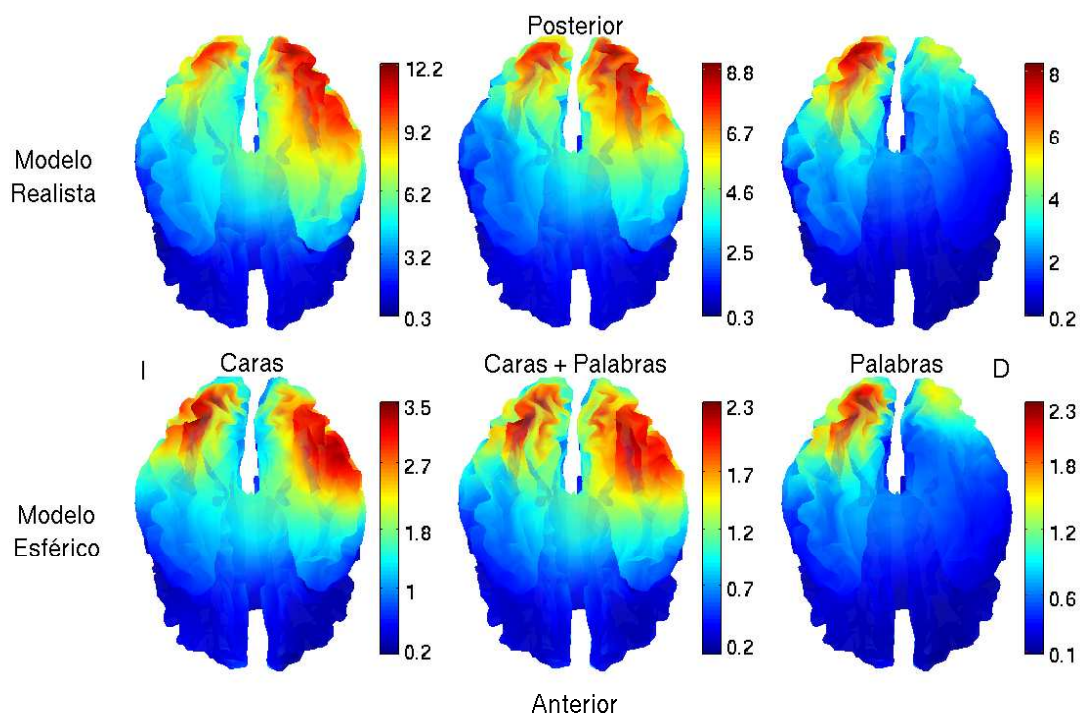 Posterior
12.2
9.2
6.2
3.2
0.3
8.8
6.7
4.6
2.5
0.3
8
6
4
2
0.2
Modelo
Realista
I
Caras
Caras + Palabras
Palabras
D
3.5
2.7
1.8
1
0.2
2.3
1.7
1.2
0.7
0.2
2.3
1.8
1.2
0.6
0.1
Modelo
Esférico
Anterior